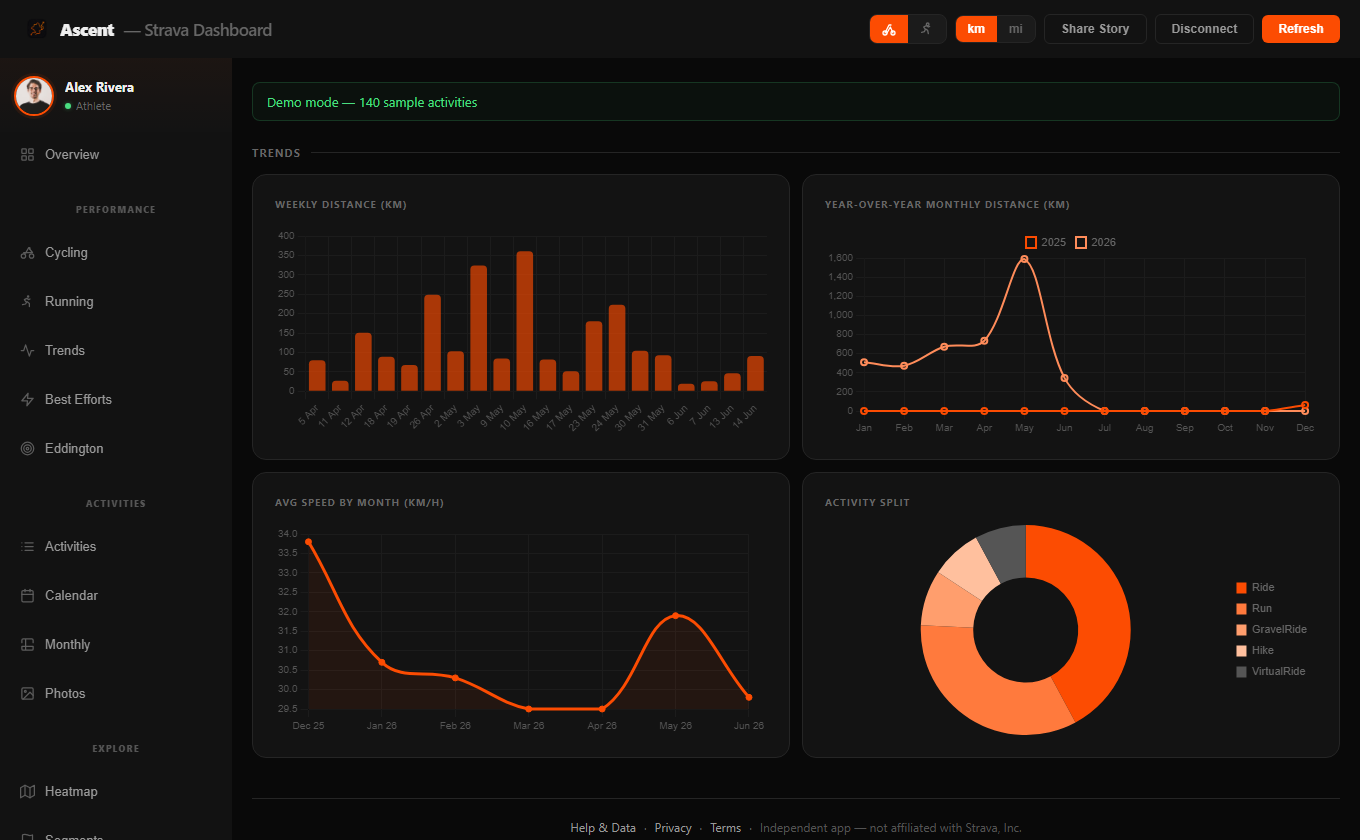 Ascent — Strava Dashboard
km mi Share Story Disconnect Refresh
Alex Rivera
Athlete
Overview
PERFORMANCE
Cycling
Running
Trends
Best Efforts
Eddington
ACTIVITIES
Activities
Calendar
Monthly
Photos
EXPLORE
Heatmap
Segments
Demo mode — 140 sample activities
TRENDS
WEEKLY DISTANCE (KM)
400
350
300
250
200
150
100
50
0
5 Apr 11 Apr 12 Apr 18 Apr 19 Apr 26 Apr 2 May 3 May 9 May 10 May 16 May 17 May 23 May 24 May 30 May 31 May 6 Jun 7 Jun 13 Jun 14 Jun
YEAR-OVER-YEAR MONTHLY DISTANCE (KM)
2025 2026
1,600
1,400
1,200
1,000
800
600
400
200
0
Jan Feb Mar Apr May Jun Jul Aug Sep Oct Nov Dec
AVG SPEED BY MONTH (KM/H)
34.0
33.5
33.0
32.5
32.0
31.5
31.0
30.5
30.0
29.5
Dec 25 Jan 26 Feb 26 Mar 26 Apr 26 May 26 Jun 26
ACTIVITY SPLIT
Ride
Run
GravelRide
Hike
VirtualRide
Help & Data · Privacy · Terms · Independent app — not affiliated with Strava, Inc.